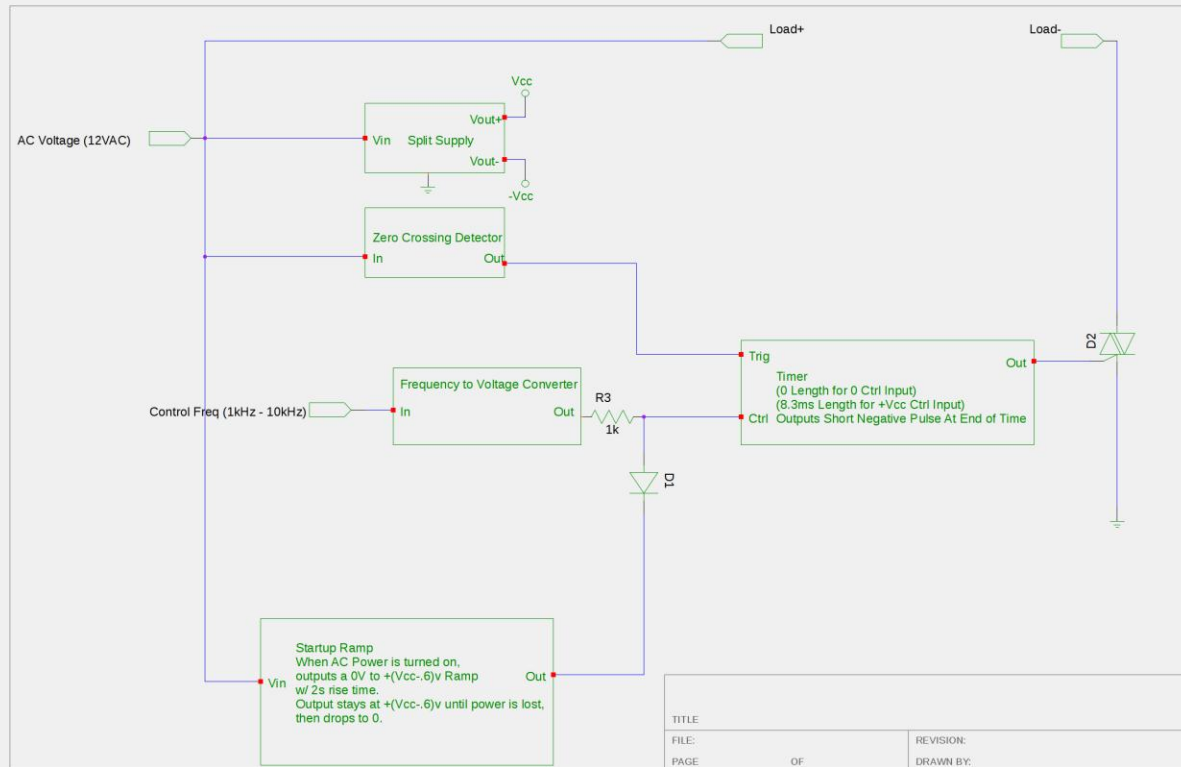 Load+
Load-
Vcc
Vout+
AC Voltage (12VAC)
Vin
Split Supply
Vout-
-Vcc
Zero Crossing Detector
In
Out
D2
Trig
Out
Timer
(0 Length for 0 Ctrl Input)
(8.3ms Length for +Vcc Ctrl Input)
Ctrl
Outputs Short Negative Pulse At End of Time
Frequency to Voltage Converter
Control Freq (1kHz - 10kHz)
In
Out
R3
1k
D1
Startup Ramp
When AC Power is turned on,
outputs a 0V to +(Vcc-.6)v Ramp
w/ 2s rise time.
Output stays at +(Vcc-.6)v until power is lost,
then drops to 0.
Vin
Out
TITLE
FILE:
REVISION:
PAGE
OF
DRAWN BY: